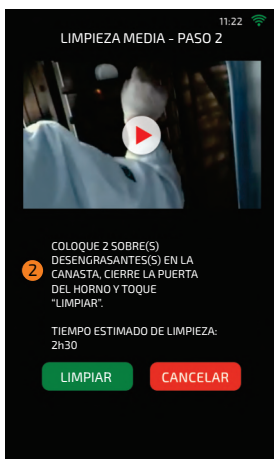 11:22
LIMPIEZA MEDIA - PASO 2
2
COLOQUE 2 SOBRE(S)
DESENGRASANTES(S) EN LA
CANASTA, CIERRE LA PUERTA
DEL HORNO Y TOQUE
“LIMPIAR”.
TIEMPO ESTIMADO DE LIMPIEZA:
2h30
LIMPIAR
CANCELAR